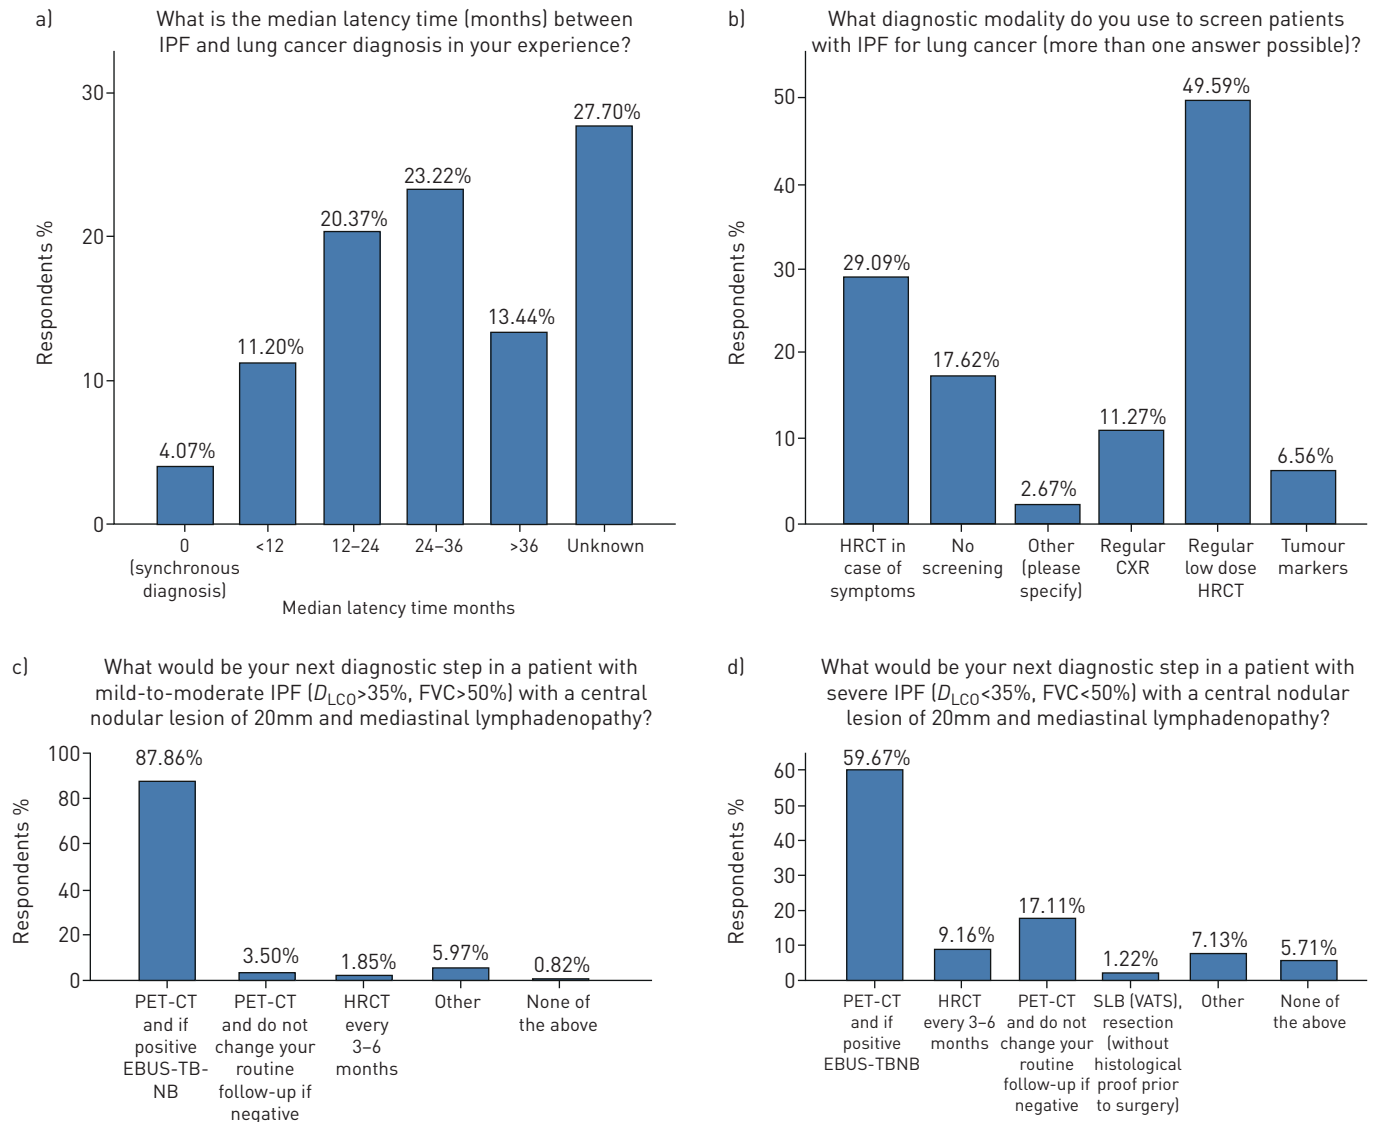 a)
What is the median latency time (months) between
IPF and lung cancer diagnosis in your experience?
Respondents %
30
20
10
0
4.07%
11.20%
20.37%
23.22%
13.44%
27.70%
0
(synchronous
diagnosis)
<12
12–24
24–36
>36
Unknown
Median latency time months
b)
What diagnostic modality do you use to screen patients
with IPF for lung cancer (more than one answer possible)?
Respondents %
50
40
30
20
10
0
29.09%
17.62%
2.67%
11.27%
49.59%
6.56%
HRCT in
case of
symptoms
No
screening
Other
(please
specify)
Regular
CXR
Regular
low dose
HRCT
Tumour
markers
c)
What would be your next diagnostic step in a patient with
mild-to-moderate IPF (DLCO>35%, FVC>50%) with a central
nodular lesion of 20mm and mediastinal lymphadenopathy?
Respondents %
100
80
60
40
20
0
87.86%
3.50%
1.85%
5.97%
0.82%
PET-CT
and if
positive
EBUS-TB-
NB
PET-CT
and do not
change your
routine
follow-up if
negative
HRCT
every
3–6
months
Other
None of
the above
d)
What would be your next diagnostic step in a patient with
severe IPF (DLCO<35%, FVC<50%) with a central nodular
lesion of 20mm and mediastinal lymphadenopathy?
Respondents %
60
50
40
30
20
10
0
59.67%
9.16%
17.11%
1.22%
7.13%
5.71%
PET-CT
and if
positive
EBUS-TBNB
HRCT
every 3–6
months
PET-CT
and do not
change your
routine
follow-up if
negative
SLB (VATS),
resection
(without
histological
proof prior
to surgery)
Other
None of
the above